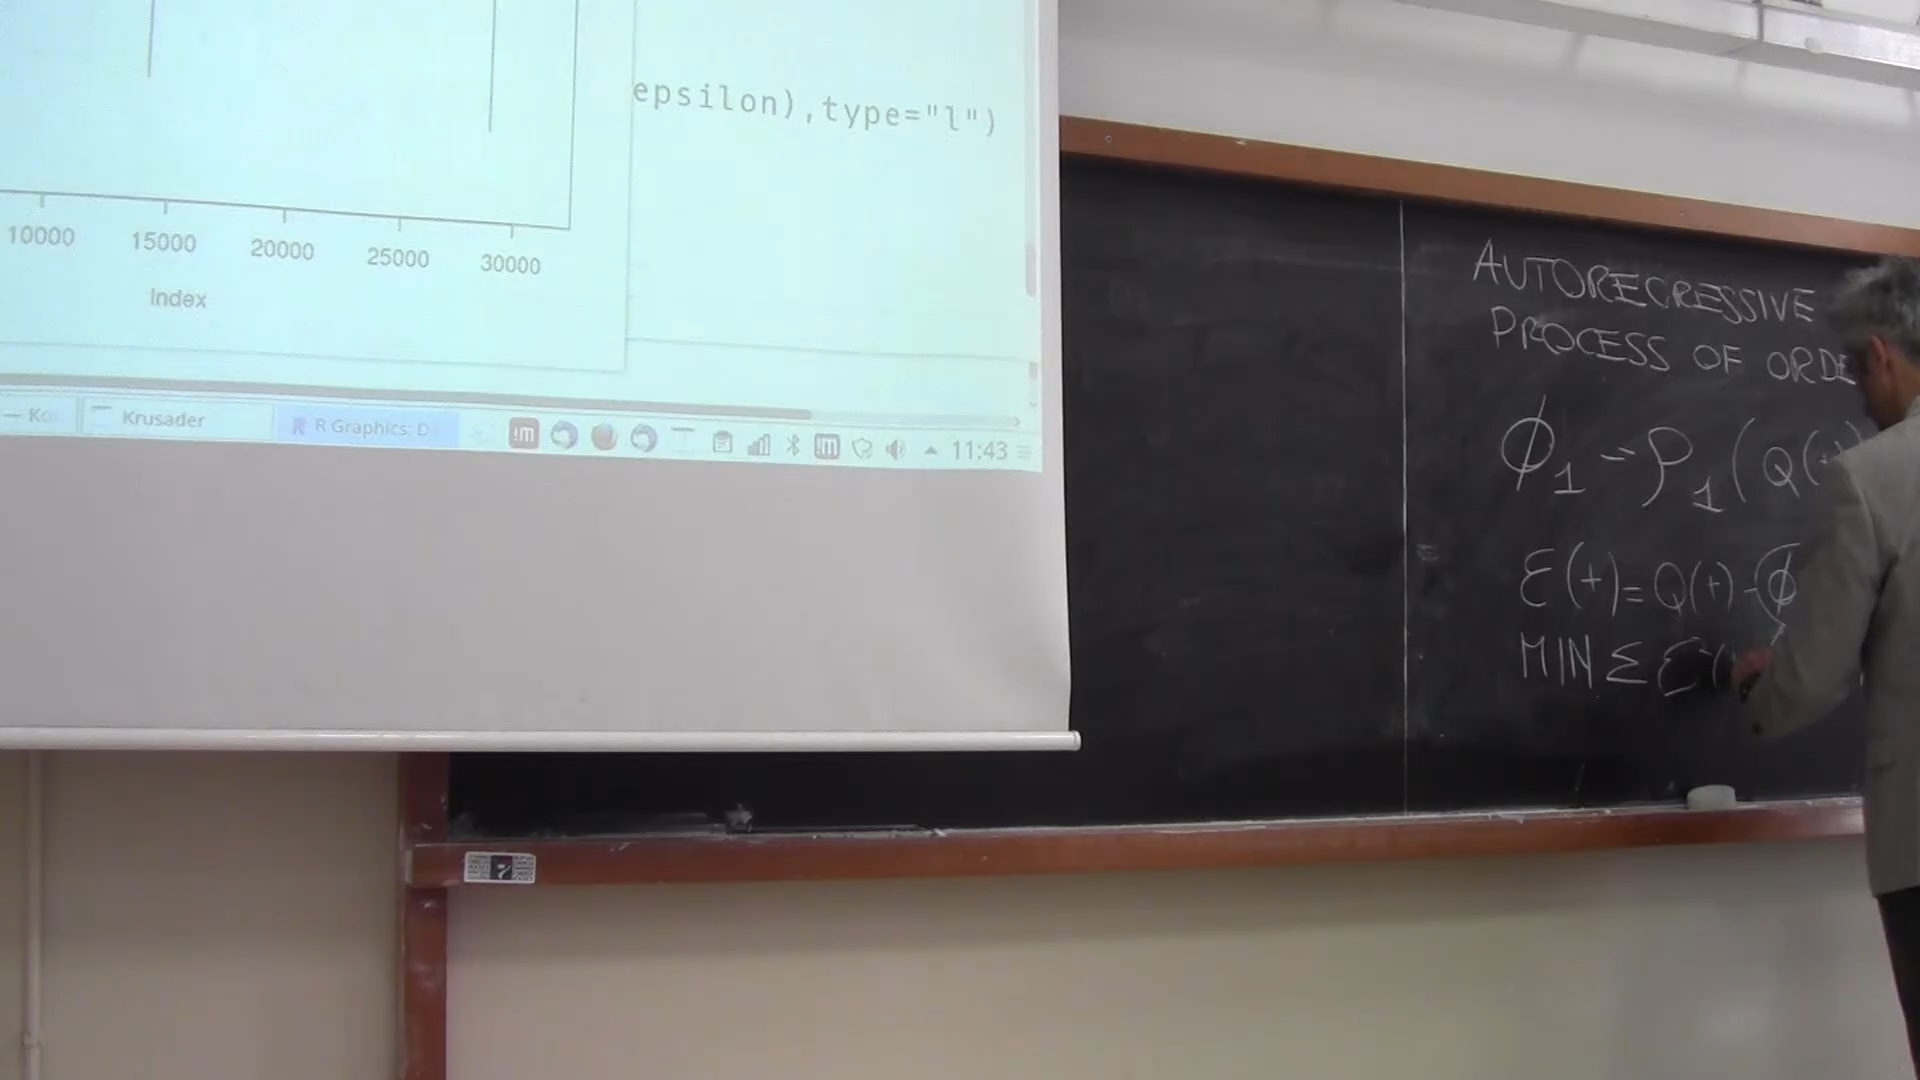 epsilon),type="l")
10000 15000 20000 25000 30000
Index
Krusader
R Graphics: D
11:43
AUTOREGRESSIVE
PROCESS OF ORDE
ϕ1 = ρ1 (Q(t)
ε(t)=Q(t)-ϕ
MIN Σ ε²(